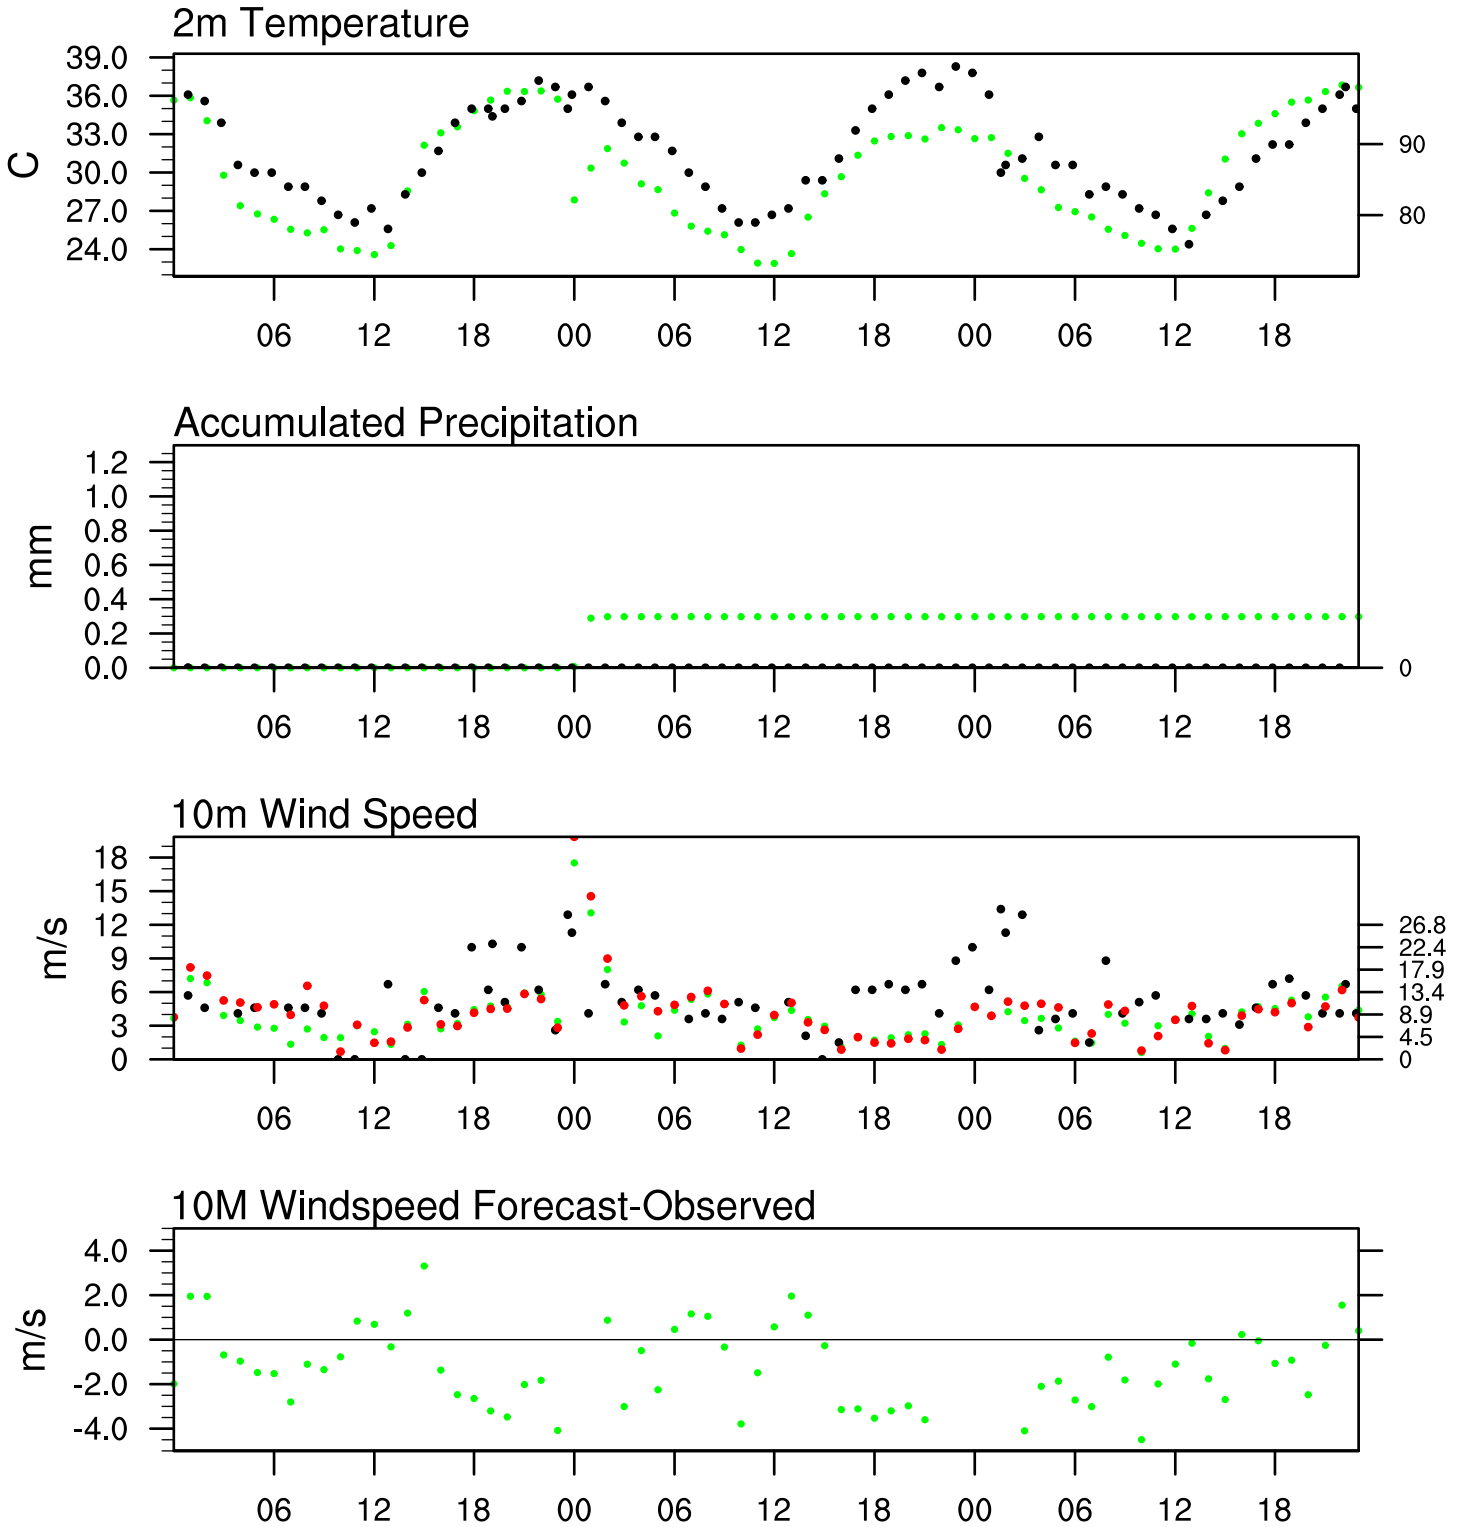 2m Temperature
39.0
36.0
33.0
30.0
27.0
24.0
C
90
80
06 12 18 00 06 12 18 00 06 12 18
Accumulated Precipitation
1.2
1.0
0.8
0.6
0.4
0.2
0.0
mm
0
06 12 18 00 06 12 18 00 06 12 18
10m Wind Speed
18
15
12
9
6
3
0
m/s
26.8
22.4
17.9
13.4
8.9
4.5
0
06 12 18 00 06 12 18 00 06 12 18
10M Windspeed Forecast-Observed
4.0
2.0
0.0
-2.0
-4.0
m/s
06 12 18 00 06 12 18 00 06 12 18